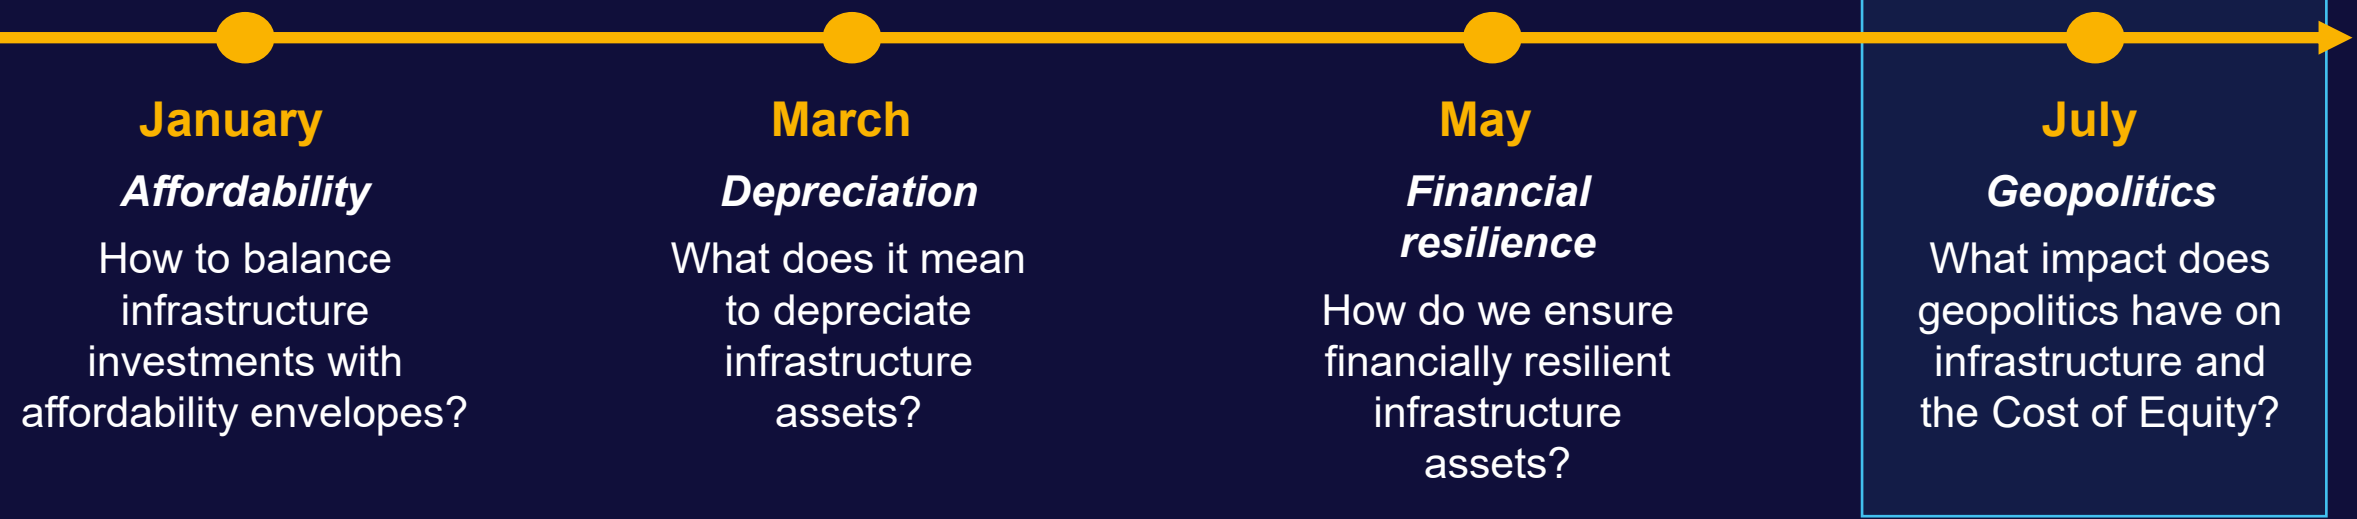 January
Affordability
How to balance
infrastructure
investments with
affordability envelopes?
March
Depreciation
What does it mean
to depreciate
infrastructure
assets?
May
Financial
resilience
How do we ensure
financially resilient
infrastructure
assets?
July
Geopolitics
What impact does
geopolitics have on
infrastructure and
the Cost of Equity?